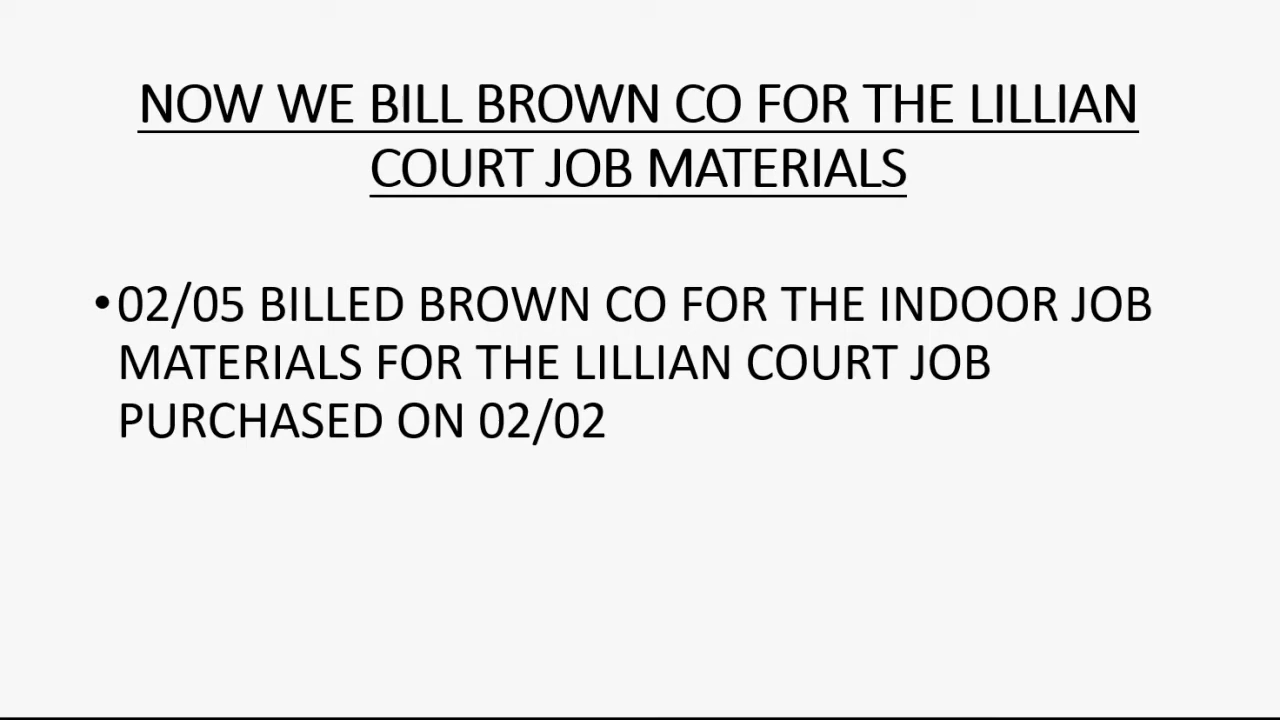 NOW WE BILL BROWN CO FOR THE LILLIAN
COURT JOB MATERIALS
•02/05 BILLED BROWN CO FOR THE INDOOR JOB
MATERIALS FOR THE LILLIAN COURT JOB
PURCHASED ON 02/02